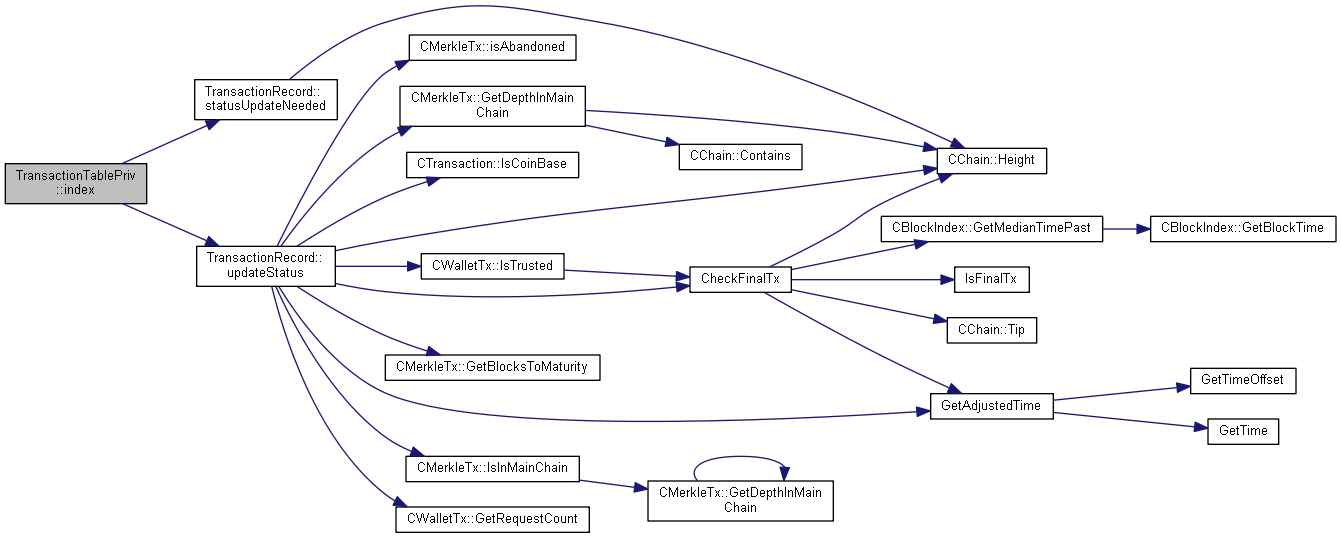 CMerkleTx::isAbandoned
TransactionRecord::
statusUpdateNeeded
CMerkleTx::GetDepthInMain
Chain
CChain::Contains
CTransaction::IsCoinBase
CChain::Height
TransactionTablePriv
::index
TransactionRecord::
updateStatus
CBlockIndex::GetMedianTimePast
CBlockIndex::GetBlockTime
CWalletTx::IsTrusted
CheckFinalTx
IsFinalTx
CChain::Tip
CMerkleTx::GetBlocksToMaturity
GetTimeOffset
GetAdjustedTime
GetTime
CMerkleTx::IsInMainChain
CMerkleTx::GetDepthInMain
Chain
CWalletTx::GetRequestCount